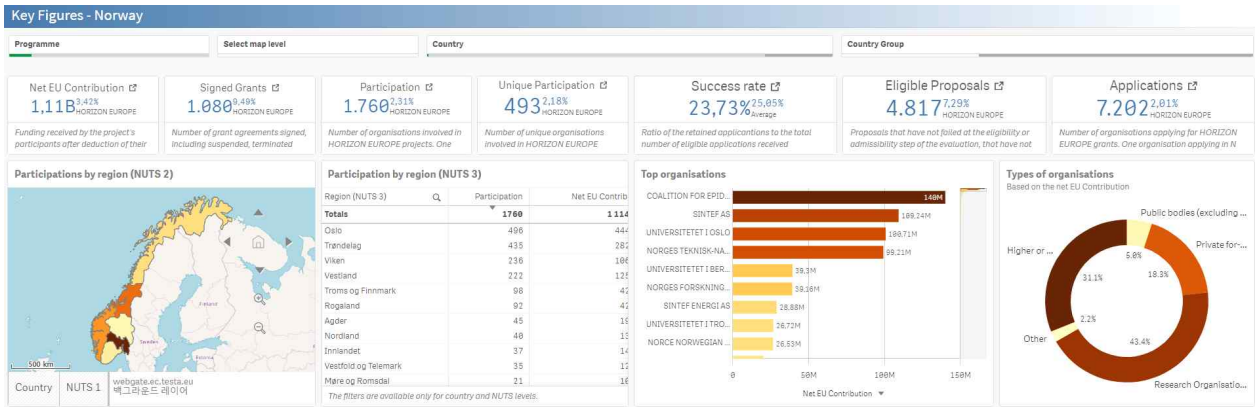 Key Figures - Norway
Programme
Select map level
Country
Country Group
Net EU Contribution
1,11B 3,42%
HORIZON EUROPE
Funding received by the project's
participants after deduction of their
Signed Grants
1.080 9,49%
HORIZON EUROPE
Number of grant agreements signed,
including suspended, terminated
Participation
1.760 2,31%
HORIZON EUROPE
Number of organisations involved in
HORIZON EUROPE projects. One
Unique Participation
493 2,18%
HORIZON EUROPE
Number of unique organisations
involved in HORIZON EUROPE
Success rate
23,73% 25,05%
Average
Ratio of the retained applicantions to the total
number of eligible applications received
Eligible Proposals
4.817 7,29%
HORIZON EUROPE
Proposals that have not failed at the eligibility or
admissibility step of the evaluation, that have not
Applications
7.202 2,01%
HORIZON EUROPE
Number of organisations applying for HORIZON
EUROPE grants. One organisation applying in N
Participations by region (NUTS 2)
Finland
Sweden
Estonia
500 km
Country
NUTS 1
webgate.ec.testa.eu
백그라운드 레이어
Participation by region (NUTS 3)
Region (NUTS 3) Participation Net EU Contrib
Totals 1760 1 114
Oslo 496 444
Trøndelag 435 282
Viken 236 106
Vestland 222 125
Troms og Finnmark 98 42
Rogaland 92 42
Agder 45 18
Nordland 40 13
Innlandet 37 14
Vestfold og Telemark 35 12
Møre og Romsdal 21 10
The filters are available only for country and NUTS levels.
Top organisations
COALITION FOR EPID... 140M
SINTEF AS 109,24M
UNIVERSITETET I OSLO 100,71M
NORGES TEKNISK-NA... 99,21M
UNIVERSITETET I BER... 39,3M
NORGES FORSKNING... 39,16M
SINTEF ENERGI AS 28,88M
UNIVERSITETET I TRO... 26,72M
NORCE NORWEGIAN ... 26,53M
0 50M 100M 150M
Net EU Contribution
Types of organisations
Based on the net EU Contribution
Public bodies (excluding ...
5.0%
Private for-...
18.3%
Higher or ...
31.1%
2.2%
Other
43.4%
Research Organisatio...